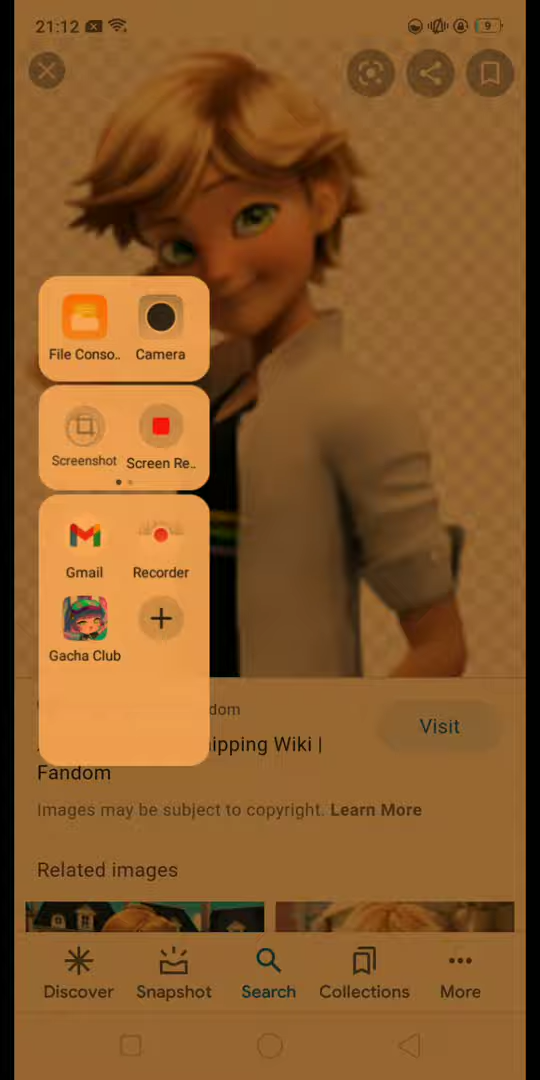 21:12
9
File Conso..
Camera
Screenshot
Screen Re..
Gmail
Recorder
Gacha Club
dom
Visit
ipping Wiki |
Fandom
Images may be subject to copyright. Learn More
Related images
Discover
Snapshot
Search
Collections
More